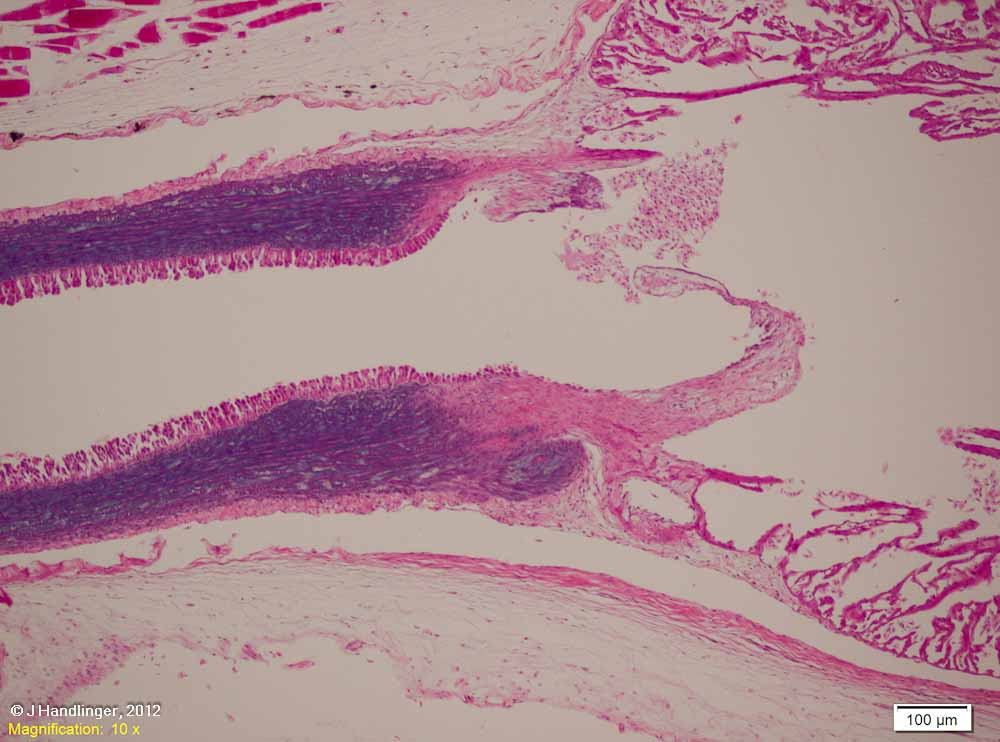 © J Handlinger, 2012
Magnification: 10 x
100 µm